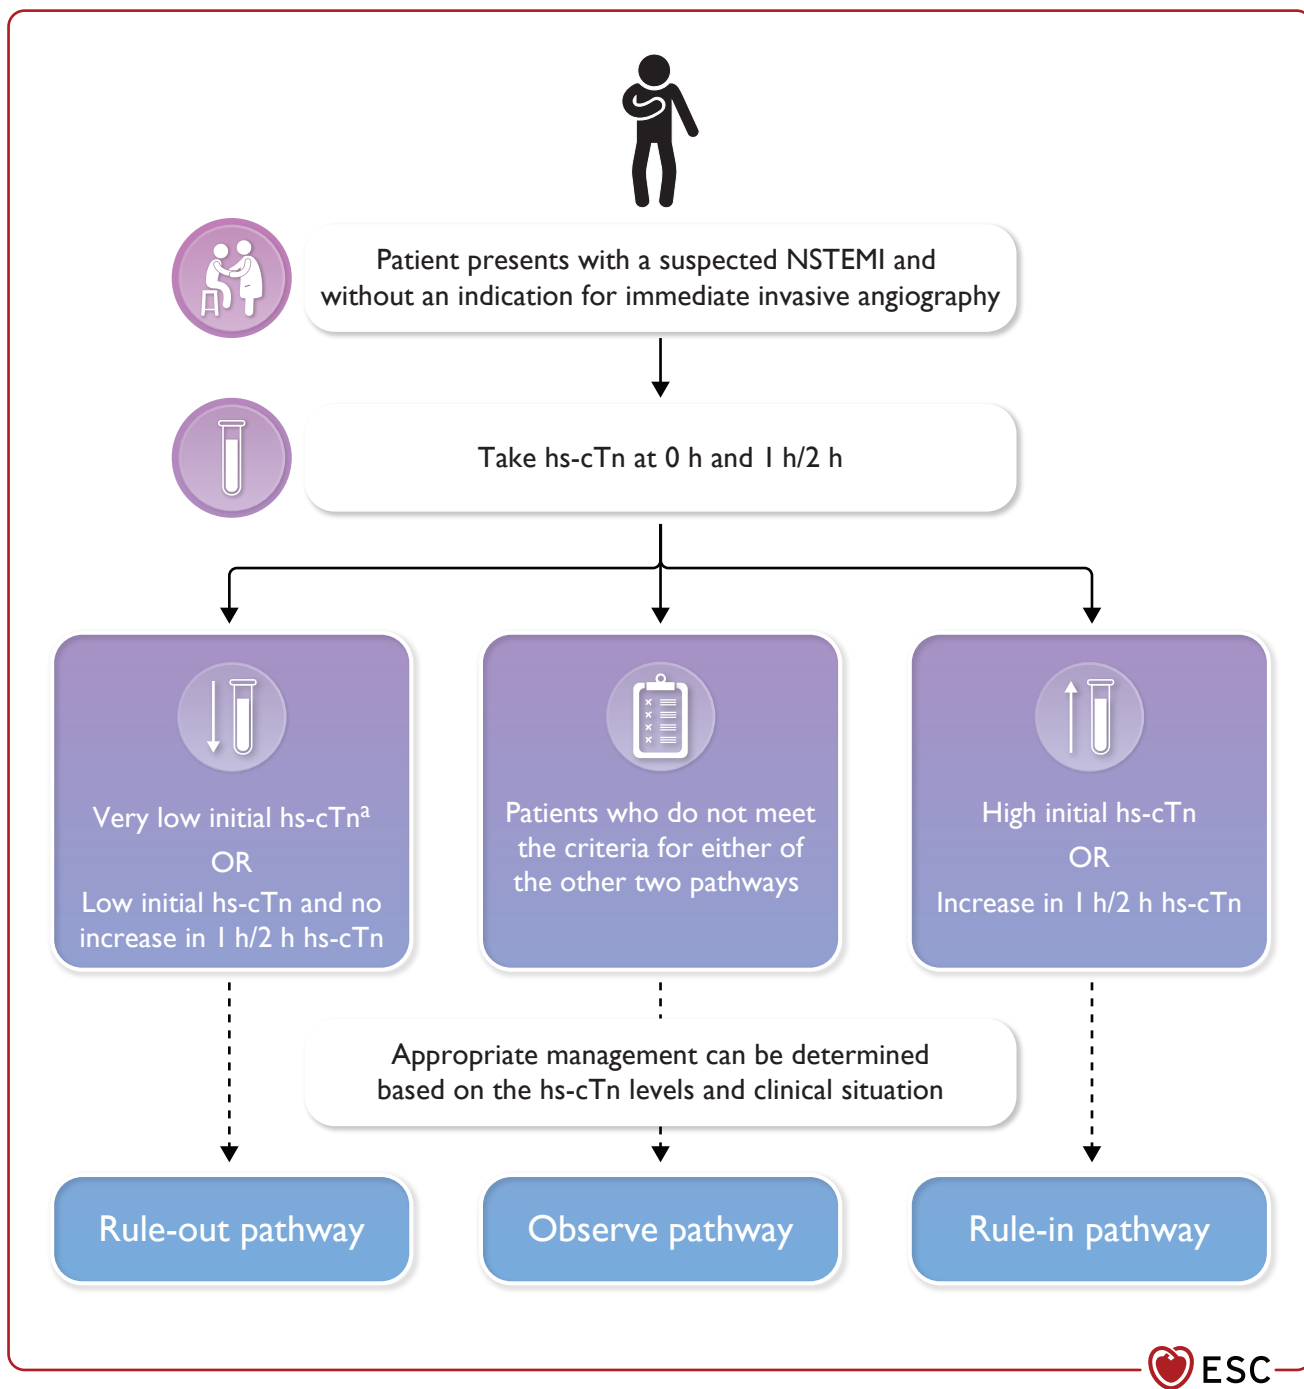 Patient presents with a suspected NSTEMI and
without an indication for immediate invasive angiography
Take hs-cTn at 0 h and 1 h/2 h
Very low initial hs-cTnᵃ
OR
Low initial hs-cTn and no
increase in 1 h/2 h hs-cTn
Patients who do not meet
the criteria for either of
the other two pathways
High initial hs-cTn
OR
Increase in 1 h/2 h hs-cTn
Appropriate management can be determined
based on the hs-cTn levels and clinical situation
Rule-out pathway
Observe pathway
Rule-in pathway
ESC